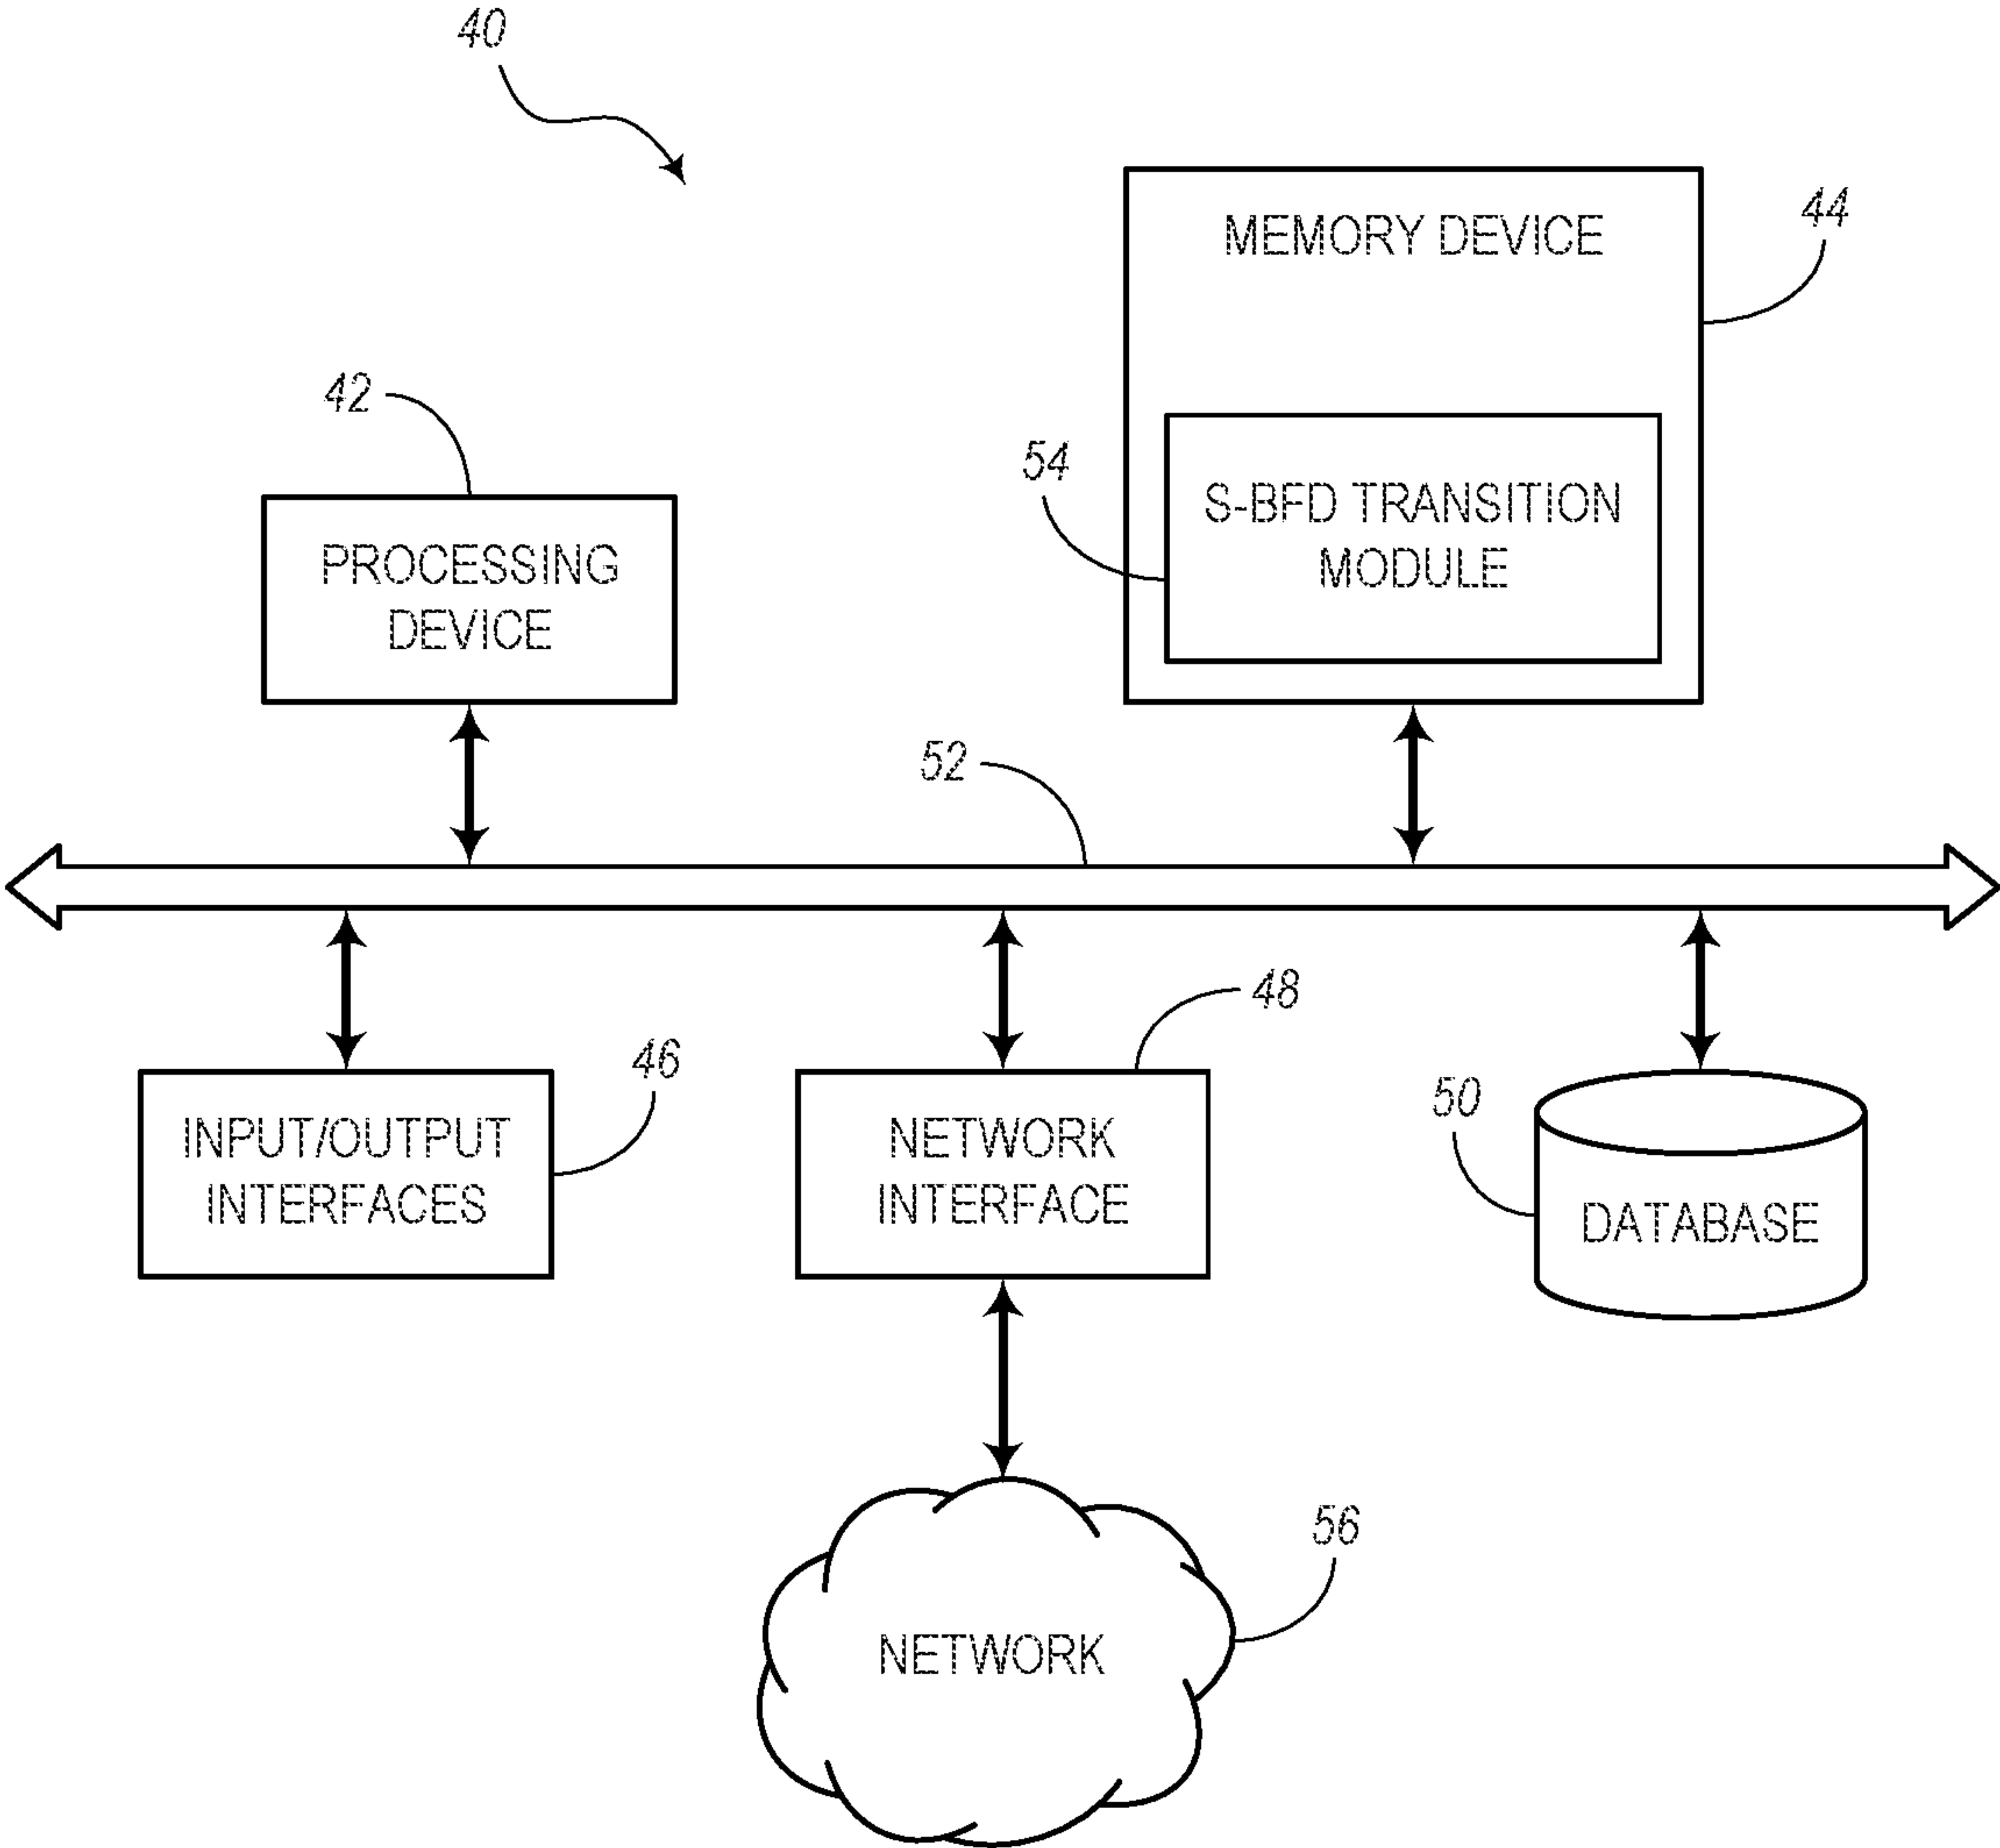 40
MEMORY DEVICE
44
42
54
S-BFD TRANSITION
MODULE
PROCESSING
DEVICE
52
48
46
INPUT/OUTPUT
INTERFACES
NETWORK
INTERFACE
50
DATABASE
56
NETWORK